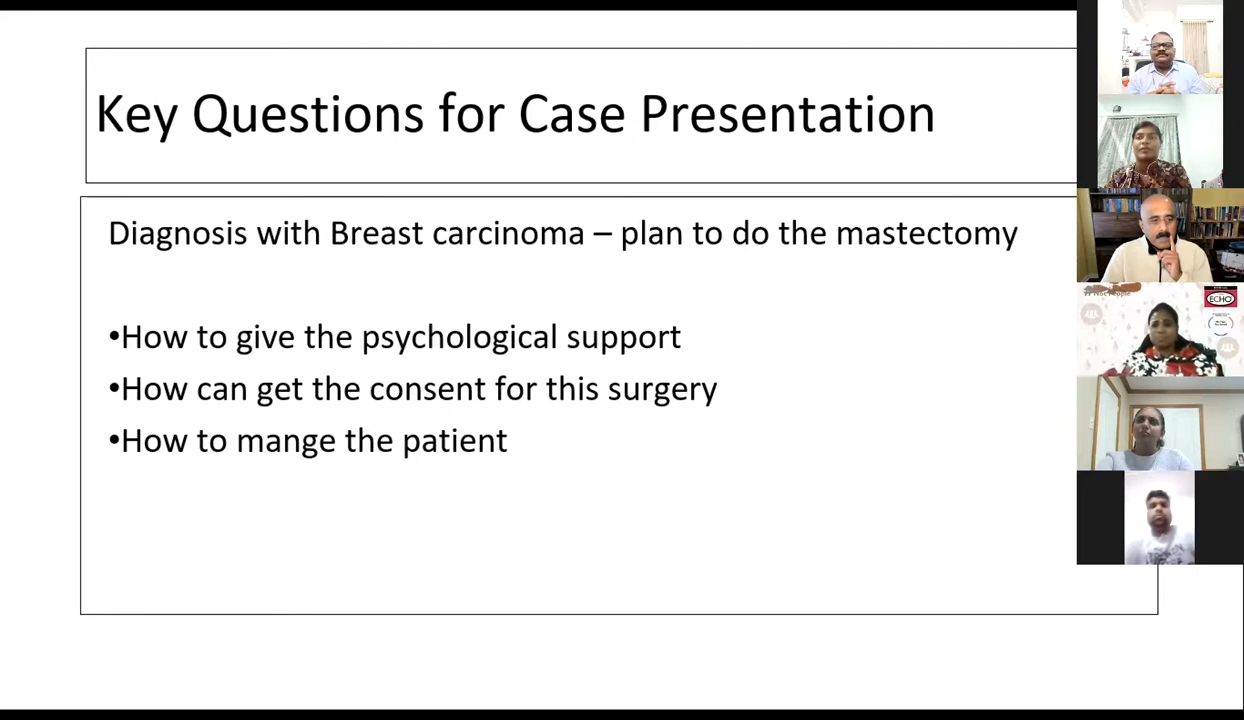 Key Questions for Case Presentation
Diagnosis with Breast carcinoma – plan to do the mastectomy
•How to give the psychological support
•How can get the consent for this surgery
•How to mange the patient
ECHO